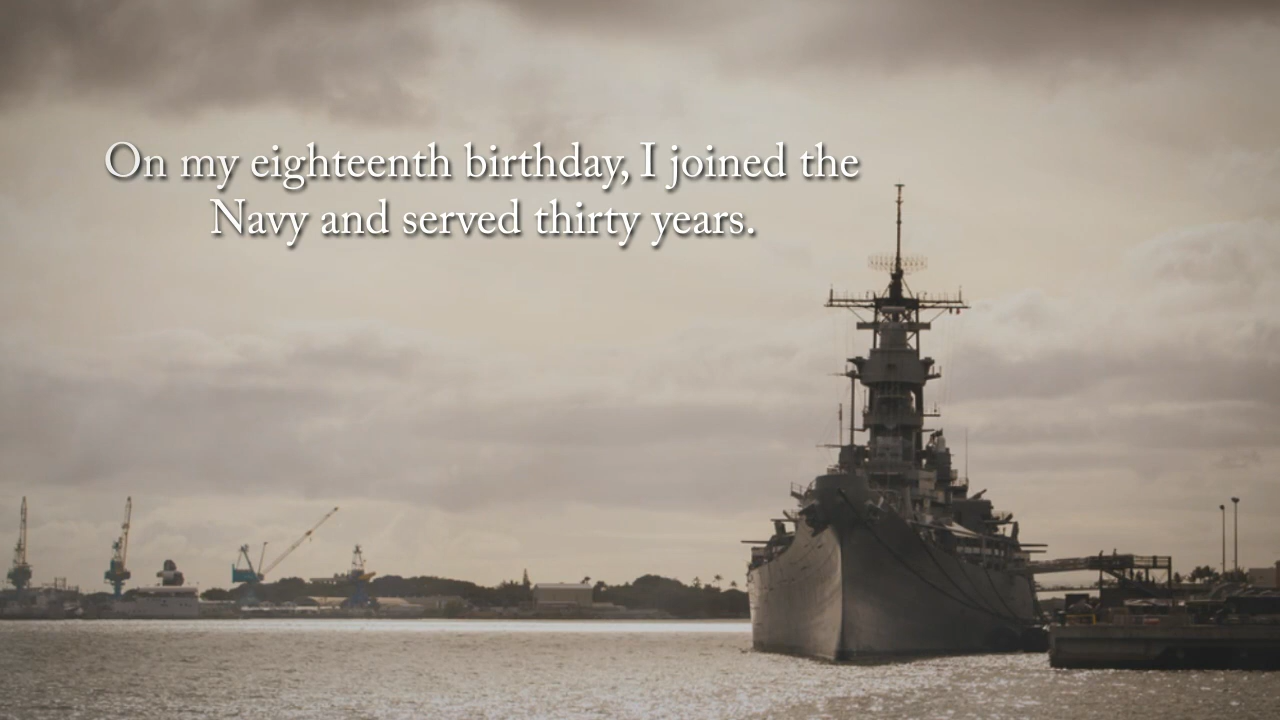 On my eighteenth birthday, I joined the
Navy and served thirty years.